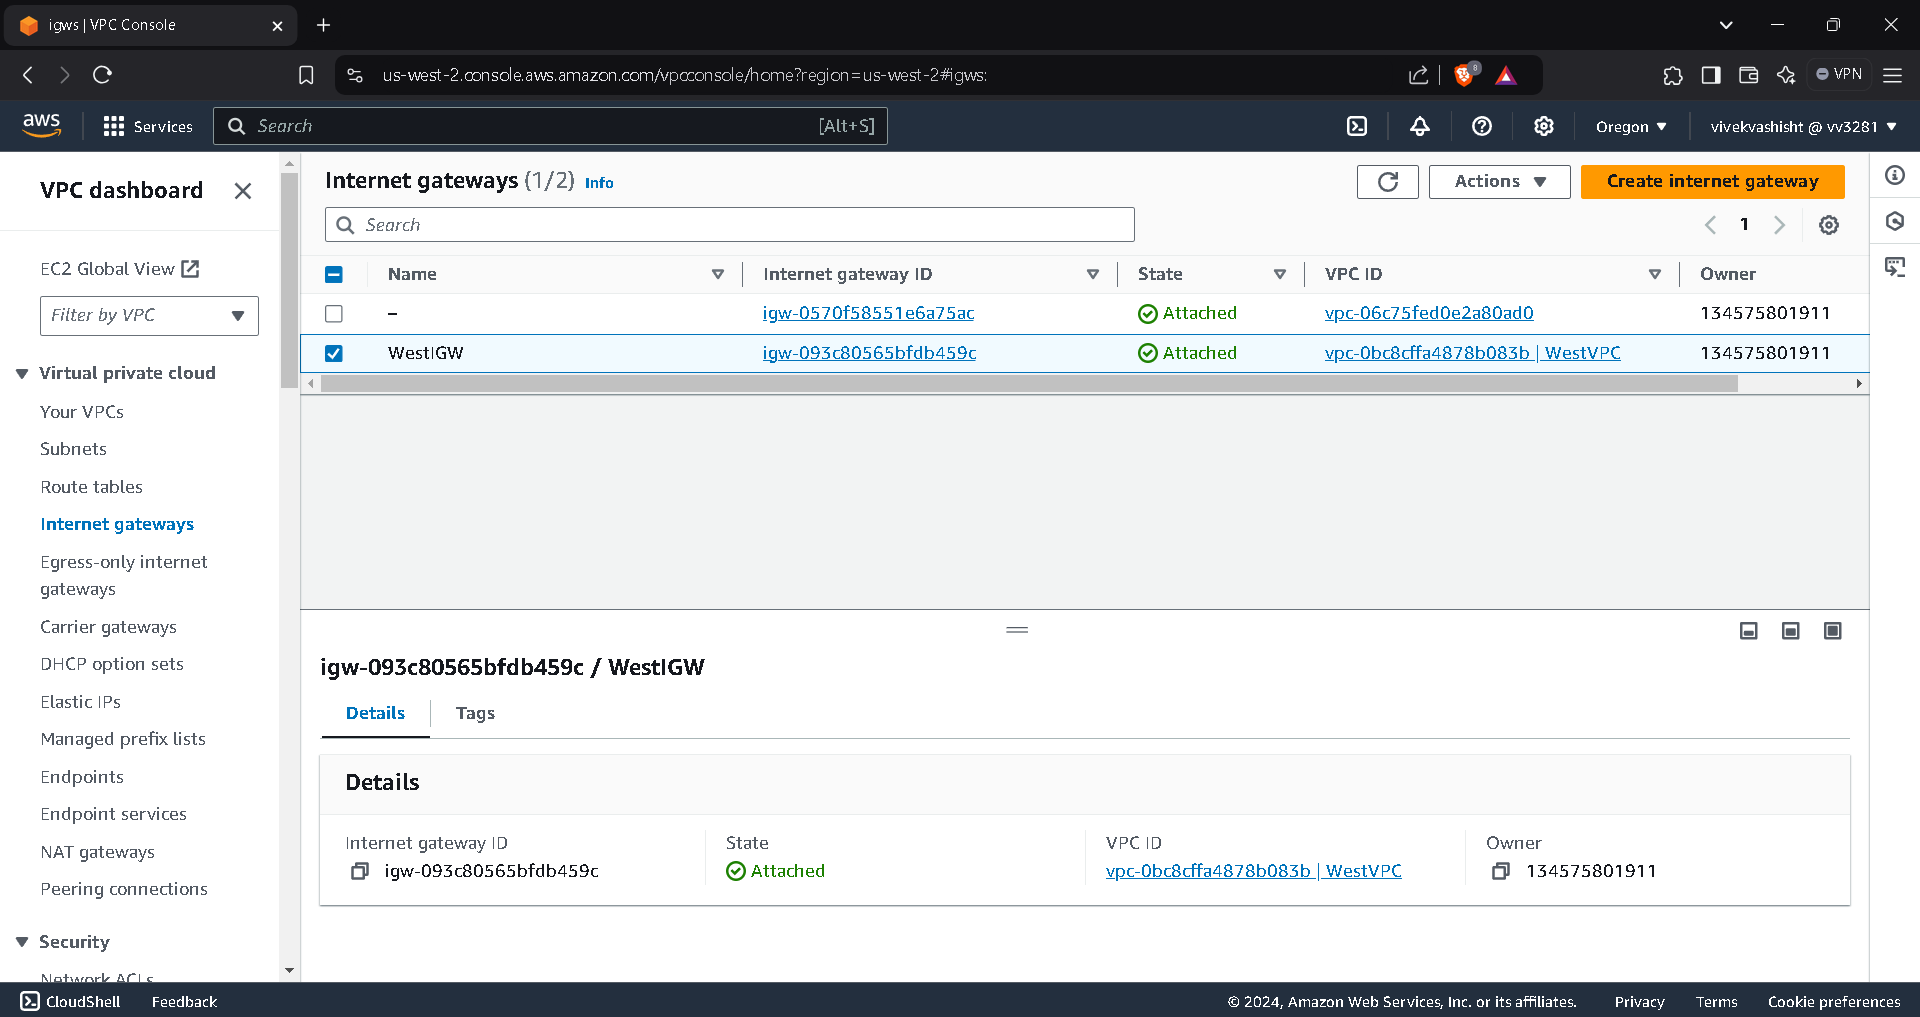 igws | VPC Console
us-west-2.console.aws.amazon.com/vpcconsole/home?region=us-west-2#igws:
8
VPN
aws
Services
Search
[Alt+S]
Oregon
vivekvashisht @ vv3281
VPC dashboard
EC2 Global View
Filter by VPC
Virtual private cloud
Your VPCs
Subnets
Route tables
Internet gateways
Egress-only internet
gateways
Carrier gateways
DHCP option sets
Elastic IPs
Managed prefix lists
Endpoints
Endpoint services
NAT gateways
Peering connections
Security
Network ACLs
Internet gateways (1/2) Info
Actions
Create internet gateway
Search
1
Name Internet gateway ID State VPC ID Owner
– igw-0570f58551e6a75ac Attached vpc-06c75fed0e2a80ad0 134575801911
WestIGW igw-093c80565bfdb459c Attached vpc-0bc8cffa4878b083b | WestVPC 134575801911
igw-093c80565bfdb459c / WestIGW
Details Tags
Details
Internet gateway ID State VPC ID Owner
igw-093c80565bfdb459c Attached vpc-0bc8cffa4878b083b | WestVPC 134575801911
CloudShell Feedback © 2024, Amazon Web Services, Inc. or its affiliates. Privacy Terms Cookie preferences